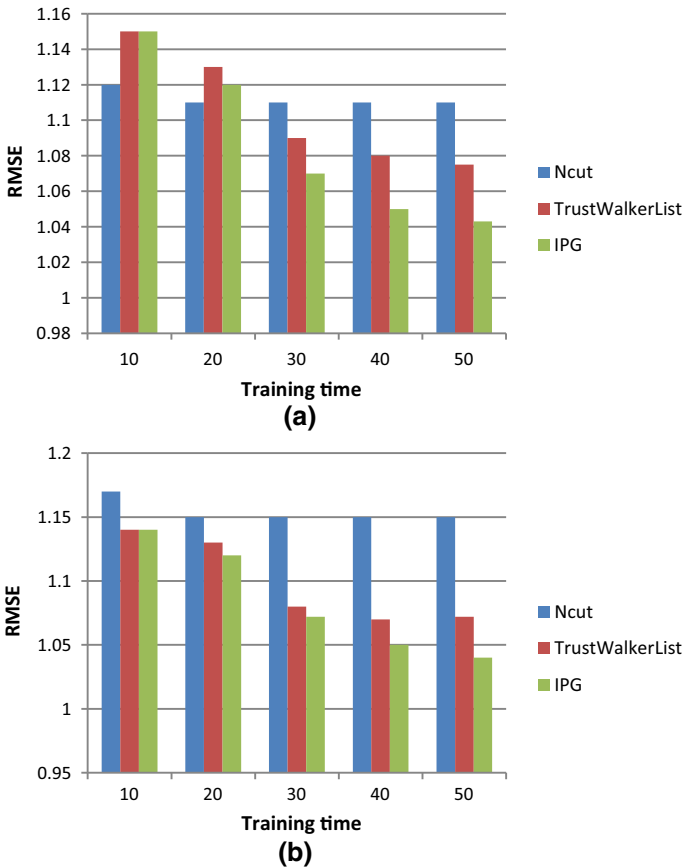 1.16
1.14
1.12
1.1
1.08
1.06
1.04
1.02
1
0.98
RMSE
10 20 30 40 50
Training time
Ncut
TrustWalkerList
IPG
(a)
1.2
1.15
1.1
1.05
1
0.95
RMSE
10 20 30 40 50
Training time
Ncut
TrustWalkerList
IPG
(b)